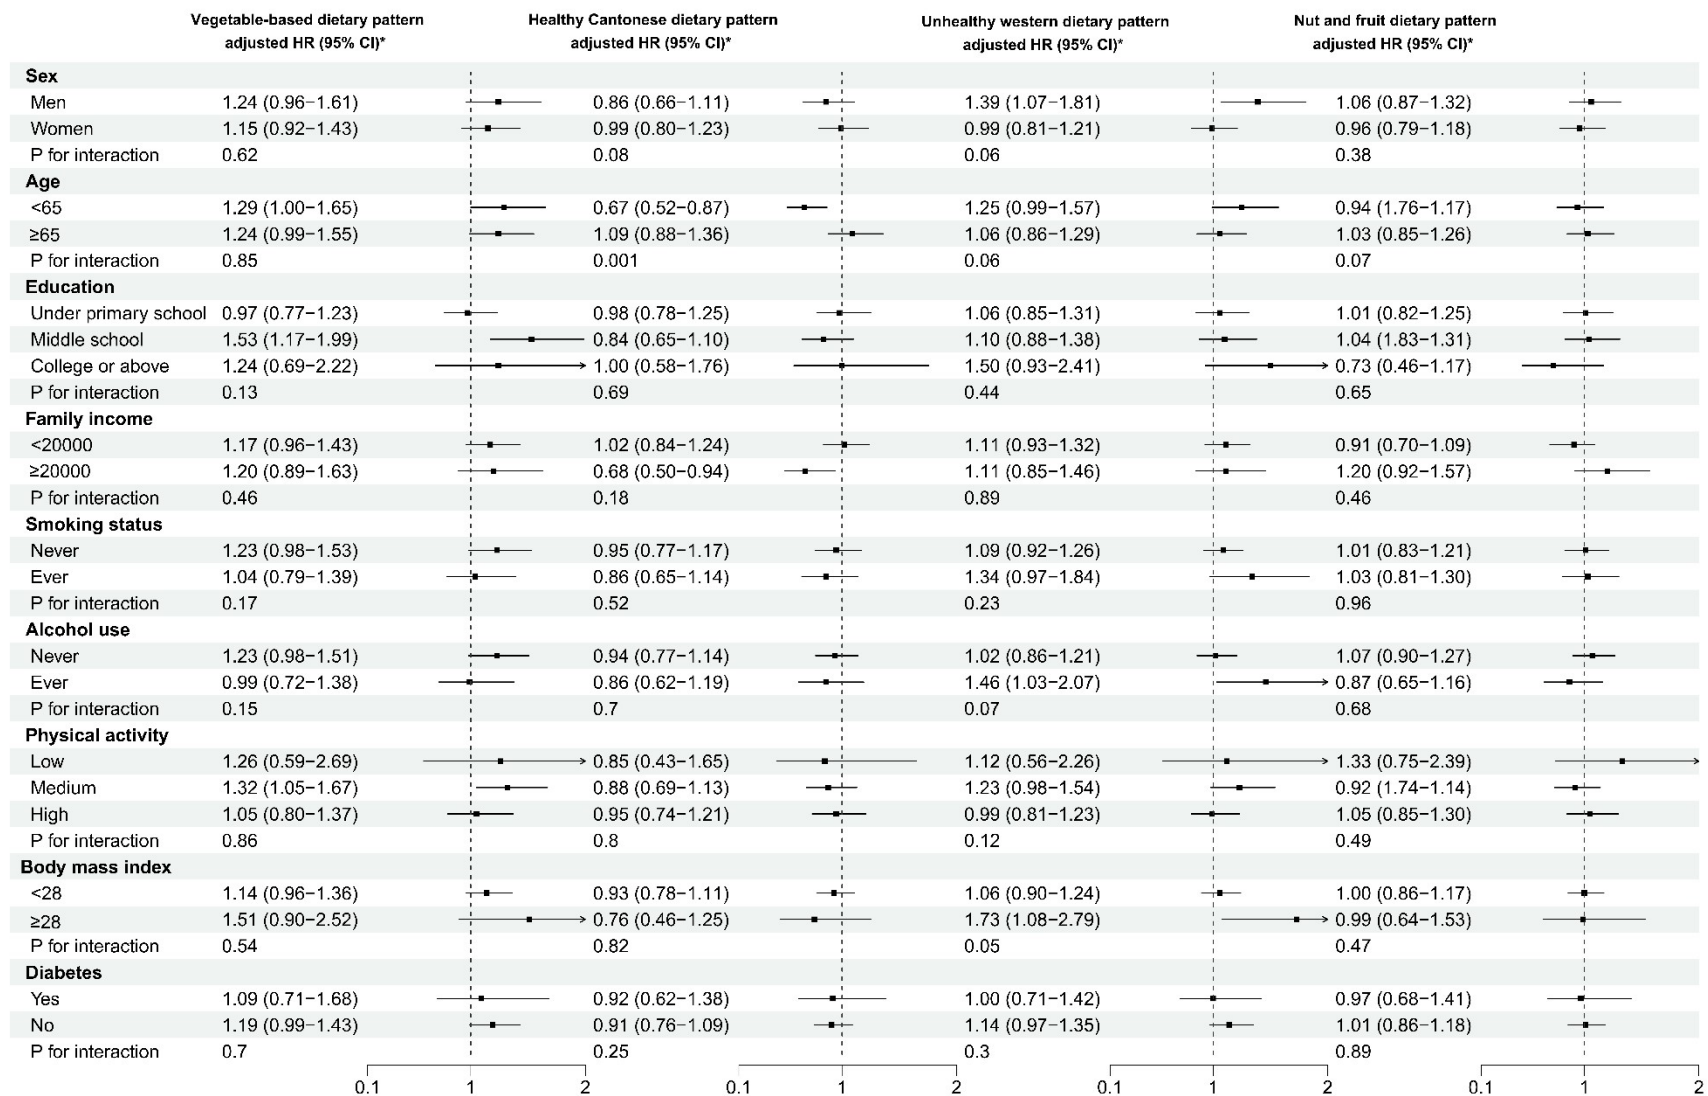 Vegetable-based dietary pattern Healthy Cantonese dietary pattern Unhealthy western dietary pattern Nut and fruit dietary pattern
adjusted HR (95% CI)* adjusted HR (95% CI)* adjusted HR (95% CI)* adjusted HR (95% CI)*
Sex
Men 1.24 (0.96−1.61) 0.86 (0.66−1.11) 1.39 (1.07−1.81) 1.06 (0.87−1.32)
Women 1.15 (0.92−1.43) 0.99 (0.80−1.23) 0.99 (0.81−1.21) 0.96 (0.79−1.18)
P for interaction 0.62 0.08 0.06 0.38
Age
<65 1.29 (1.00−1.65) 0.67 (0.52−0.87) 1.25 (0.99−1.57) 0.94 (1.76−1.17)
≥65 1.24 (0.99−1.55) 1.09 (0.88−1.36) 1.06 (0.86−1.29) 1.03 (0.85−1.26)
P for interaction 0.85 0.001 0.06 0.07
Education
Under primary school 0.97 (0.77−1.23) 0.98 (0.78−1.25) 1.06 (0.85−1.31) 1.01 (0.82−1.25)
Middle school 1.53 (1.17−1.99) 0.84 (0.65−1.10) 1.10 (0.88−1.38) 1.04 (1.83−1.31)
College or above 1.24 (0.69−2.22) 1.00 (0.58−1.76) 1.50 (0.93−2.41) 0.73 (0.46−1.17)
P for interaction 0.13 0.69 0.44 0.65
Family income
<20000 1.17 (0.96−1.43) 1.02 (0.84−1.24) 1.11 (0.93−1.32) 0.91 (0.70−1.09)
≥20000 1.20 (0.89−1.63) 0.68 (0.50−0.94) 1.11 (0.85−1.46) 1.20 (0.92−1.57)
P for interaction 0.46 0.18 0.89 0.46
Smoking status
Never 1.23 (0.98−1.53) 0.95 (0.77−1.17) 1.09 (0.92−1.26) 1.01 (0.83−1.21)
Ever 1.04 (0.79−1.39) 0.86 (0.65−1.14) 1.34 (0.97−1.84) 1.03 (0.81−1.30)
P for interaction 0.17 0.52 0.23 0.96
Alcohol use
Never 1.23 (0.98−1.51) 0.94 (0.77−1.14) 1.02 (0.86−1.21) 1.07 (0.90−1.27)
Ever 0.99 (0.72−1.38) 0.86 (0.62−1.19) 1.46 (1.03−2.07) 0.87 (0.65−1.16)
P for interaction 0.15 0.7 0.07 0.68
Physical activity
Low 1.26 (0.59−2.69) 0.85 (0.43−1.65) 1.12 (0.56−2.26) 1.33 (0.75−2.39)
Medium 1.32 (1.05−1.67) 0.88 (0.69−1.13) 1.23 (0.98−1.54) 0.92 (1.74−1.14)
High 1.05 (0.80−1.37) 0.95 (0.74−1.21) 0.99 (0.81−1.23) 1.05 (0.85−1.30)
P for interaction 0.86 0.8 0.12 0.49
Body mass index
<28 1.14 (0.96−1.36) 0.93 (0.78−1.11) 1.06 (0.90−1.24) 1.00 (0.86−1.17)
≥28 1.51 (0.90−2.52) 0.76 (0.46−1.25) 1.73 (1.08−2.79) 0.99 (0.64−1.53)
P for interaction 0.54 0.82 0.05 0.47
Diabetes
Yes 1.09 (0.71−1.68) 0.92 (0.62−1.38) 1.00 (0.71−1.42) 0.97 (0.68−1.41)
No 1.19 (0.99−1.43) 0.91 (0.76−1.09) 1.14 (0.97−1.35) 1.01 (0.86−1.18)
P for interaction 0.7 0.25 0.3 0.89
0.1 1 2 0.1 1 2 0.1 1 2 0.1 1 2